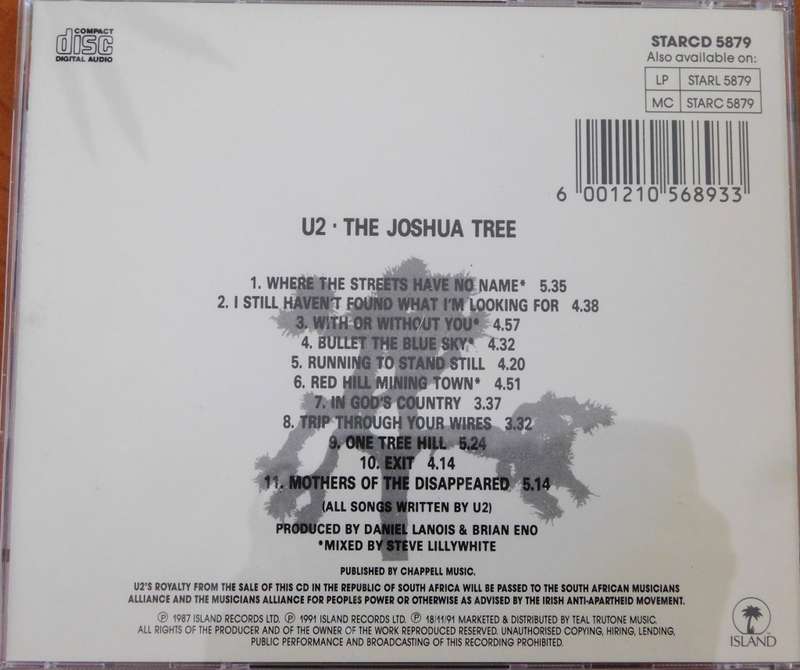 COMPACT
disc
DIGITAL AUDIO
STARCD 5879
Also available on:
LP STARL 5879
MC STARC 5879
6 001210 568933
U2 · THE JOSHUA TREE
1. WHERE THE STREETS HAVE NO NAME* 5.35
2. I STILL HAVEN'T FOUND WHAT I'M LOOKING FOR 4.38
3. WITH OR WITHOUT YOU* 4.57
4. BULLET THE BLUE SKY* 4.32
5. RUNNING TO STAND STILL 4.20
6. RED HILL MINING TOWN* 4.51
7. IN GOD'S COUNTRY 3.37
8. TRIP THROUGH YOUR WIRES 3.32
9. ONE TREE HILL 5.24
10. EXIT 4.14
11. MOTHERS OF THE DISAPPEARED 5.14
(ALL SONGS WRITTEN BY U2)
PRODUCED BY DANIEL LANOIS & BRIAN ENO
*MIXED BY STEVE LILLYWHITE
PUBLISHED BY CHAPPELL MUSIC.
U2'S ROYALTY FROM THE SALE OF THIS CD IN THE REPUBLIC OF SOUTH AFRICA WILL BE PASSED TO THE SOUTH AFRICAN MUSICIANS
ALLIANCE AND THE MUSICIANS ALLIANCE FOR PEOPLES POWER OR OTHERWISE AS ADVISED BY THE IRISH ANTI-APARTHEID MOVEMENT.
℗ 1987 ISLAND RECORDS LTD. ℗ 1991 ISLAND RECORDS LTD. ℗ 18/11/91 MARKETED & DISTRIBUTED BY TEAL TRUTONE MUSIC.
ALL RIGHTS OF THE PRODUCER AND OF THE OWNER OF THE WORK REPRODUCED RESERVED. UNAUTHORISED COPYING, HIRING, LENDING,
PUBLIC PERFORMANCE AND BROADCASTING OF THIS RECORDING PROHIBITED.
ISLAND